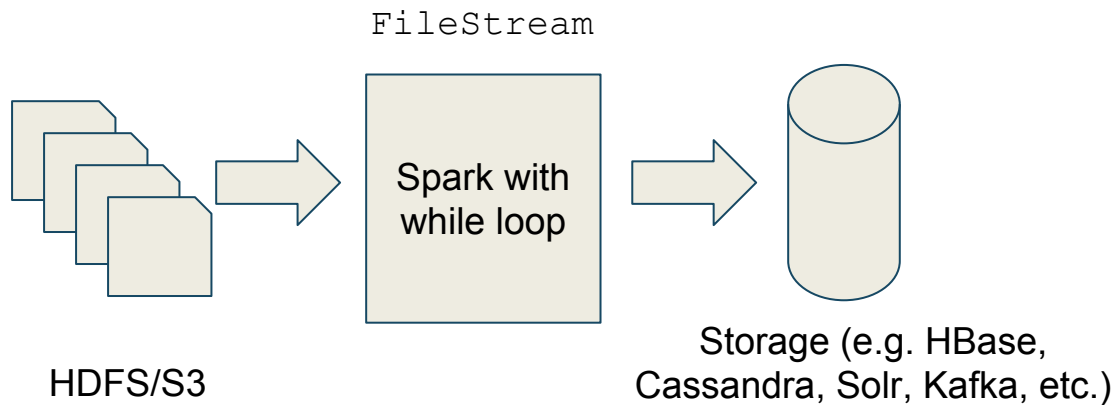 FileStream
Spark with
while loop
HDFS/S3
Storage (e.g. HBase,
Cassandra, Solr, Kafka, etc.)